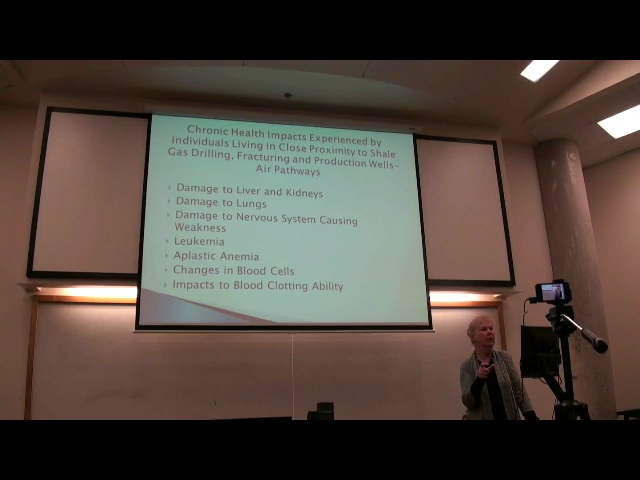 Chronic Health Impacts Experienced by
Individuals Living in Close Proximity to Shale
Gas Drilling, Fracturing and Production Wells-
Air Pathways
Damage to Liver and Kidneys
Damage to Lungs
Damage to Nervous System Causing
Weakness
Leukemia
Aplastic Anemia
Changes in Blood Cells
Impacts to Blood Clotting Ability